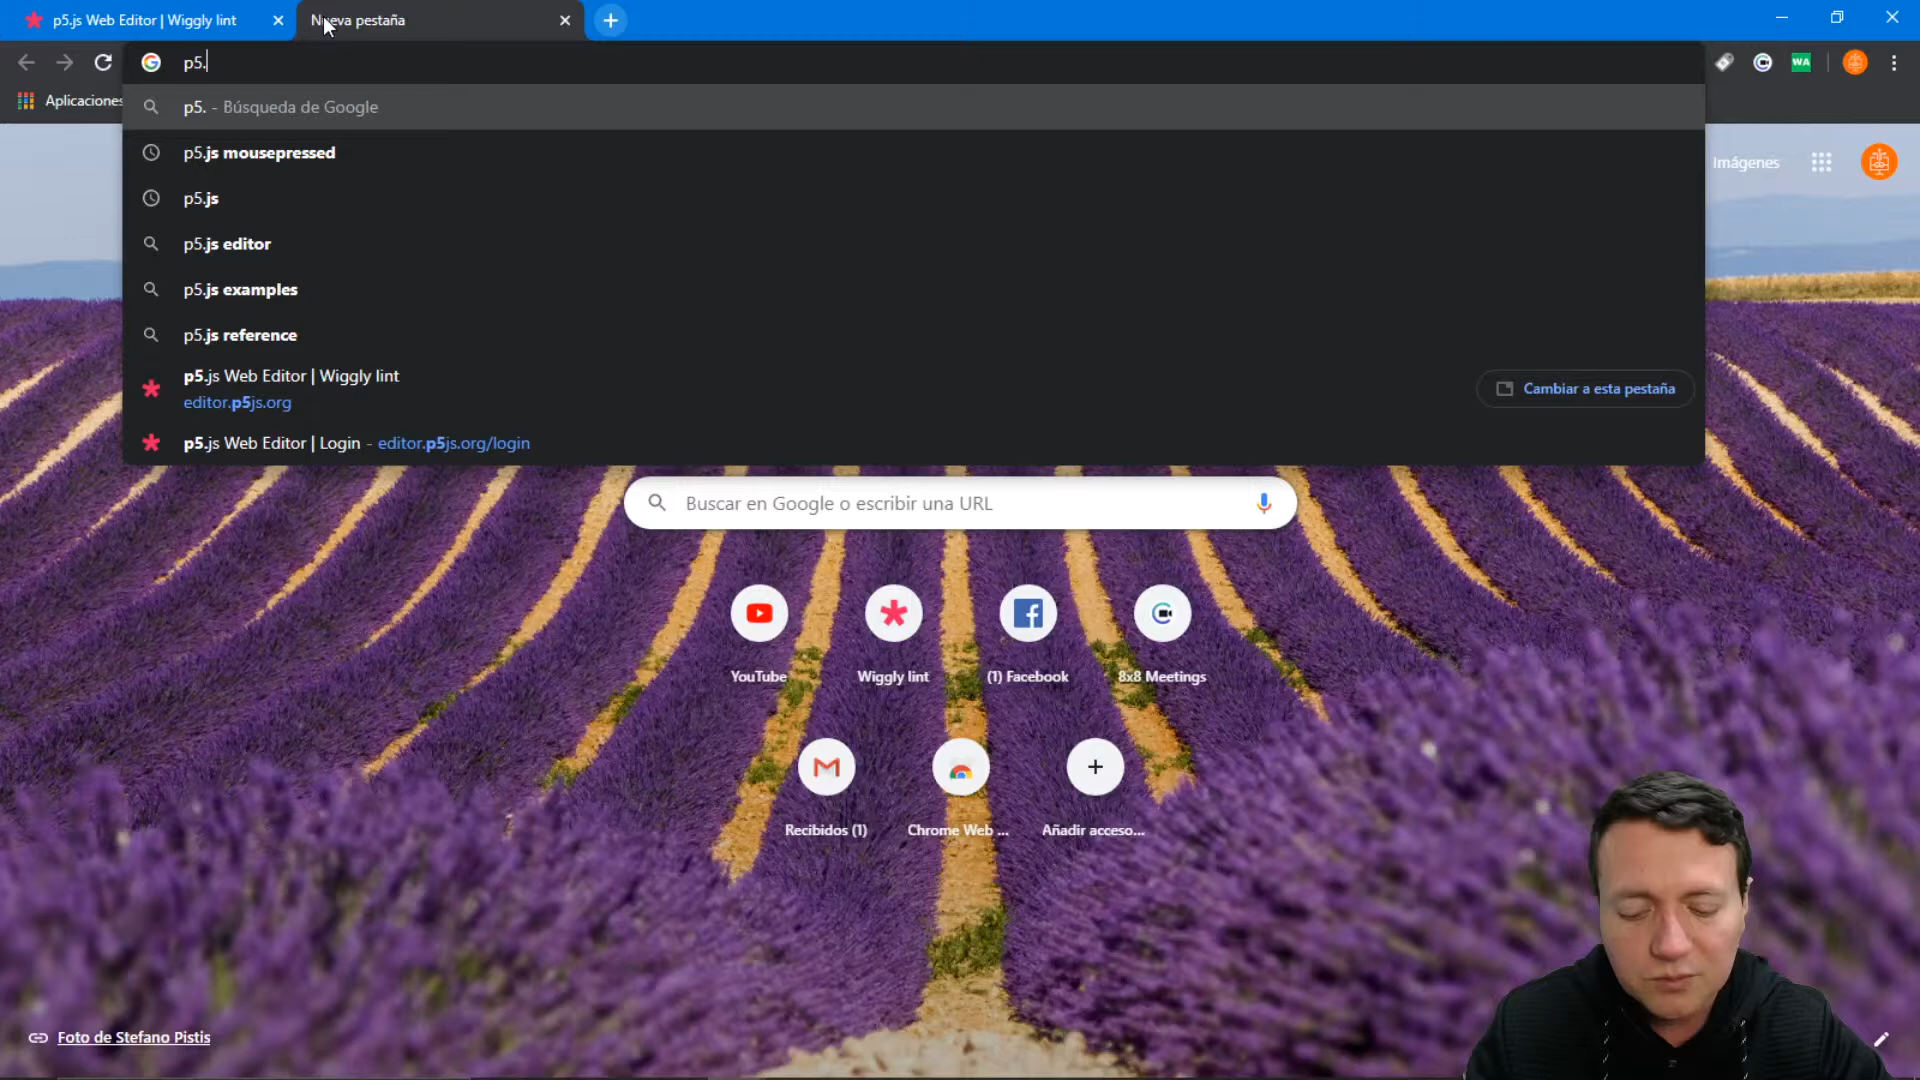 p5.js Web Editor | Wiggly lint
Nueva pestaña
p5.
Aplicaciones
p5. - Búsqueda de Google
p5.js mousepressed
p5.js
p5.js editor
p5.js examples
p5.js reference
p5.js Web Editor | Wiggly lint
editor.p5js.org
Cambiar a esta pestaña
p5.js Web Editor | Login - editor.p5js.org/login
WA
Imágenes
Buscar en Google o escribir una URL
YouTube
Wiggly lint
(1) Facebook
8x8 Meetings
Recibidos (1)
Chrome Web ...
Añadir acceso...
Foto de Stefano Pistis